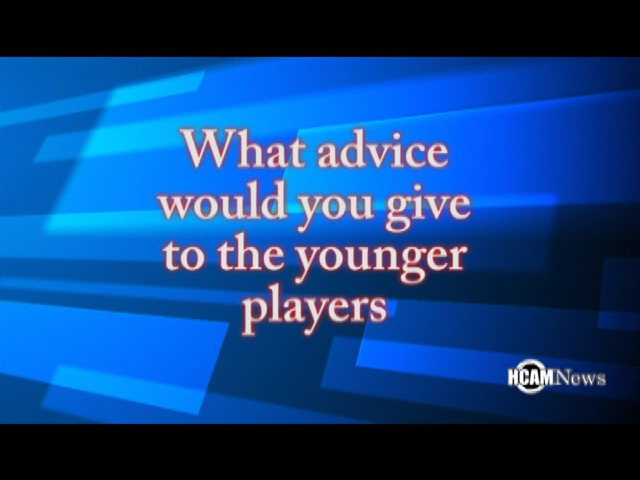 What advice
would you give
to the younger
players
HCAMNews